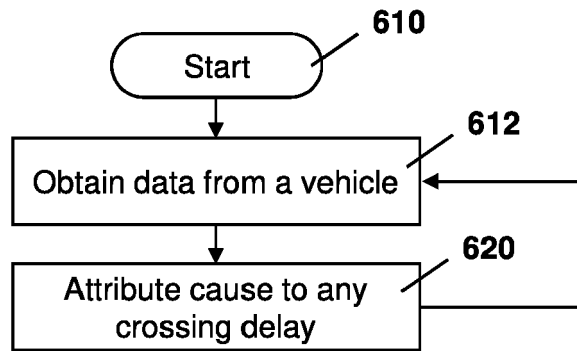 610
Start
612
Obtain data from a vehicle
620
Attribute cause to any
crossing delay